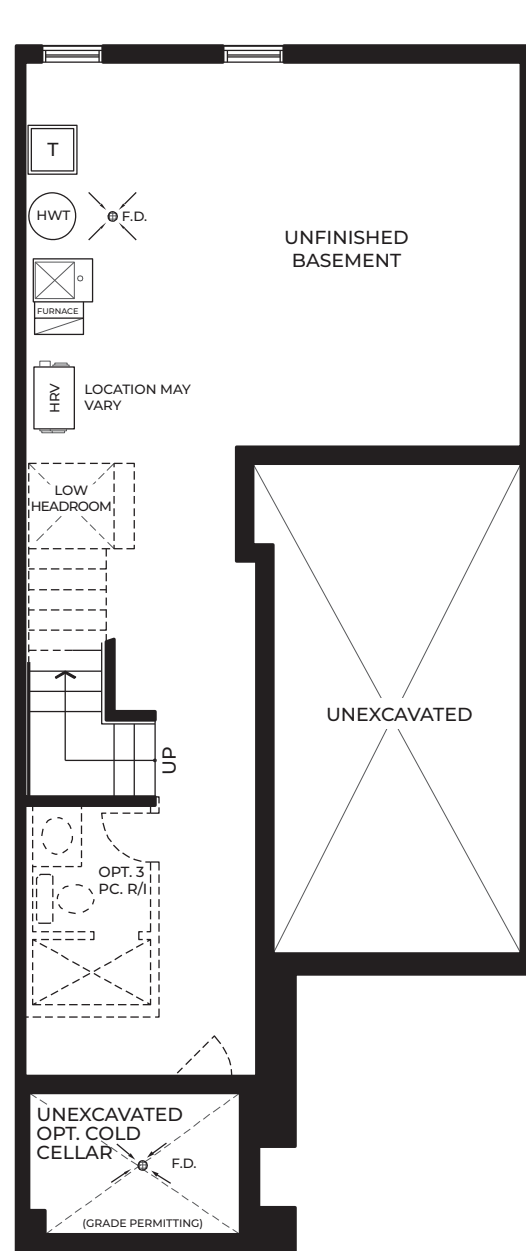 T
HWT
F.D.
UNFINISHED
BASEMENT
FURNACE
HRV
LOCATION MAY
VARY
LOW
HEADROOM
UNEXCAVATED
UP
OPT. 3
PC. R/I
UNEXCAVATED
OPT. COLD
CELLAR
F.D.
(GRADE PERMITTING)